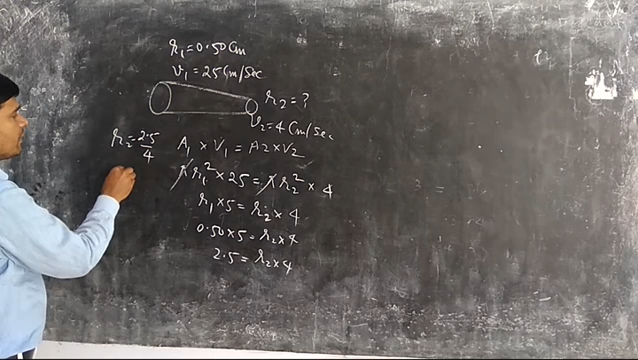 r₁ = 0.50 Cm
v₁ = 25 Cm/Sec
r₂ = ?
v₂ = 4 Cm/Sec
A₁ × V₁ = A₂ × V₂
π r₁² × 25 = π r₂² × 4
r₁ × 5 = r₂ × 4
0.50 × 5 = r₂ × 4
2.5 = r₂ × 4
r₂ = 2.5/4
3 =